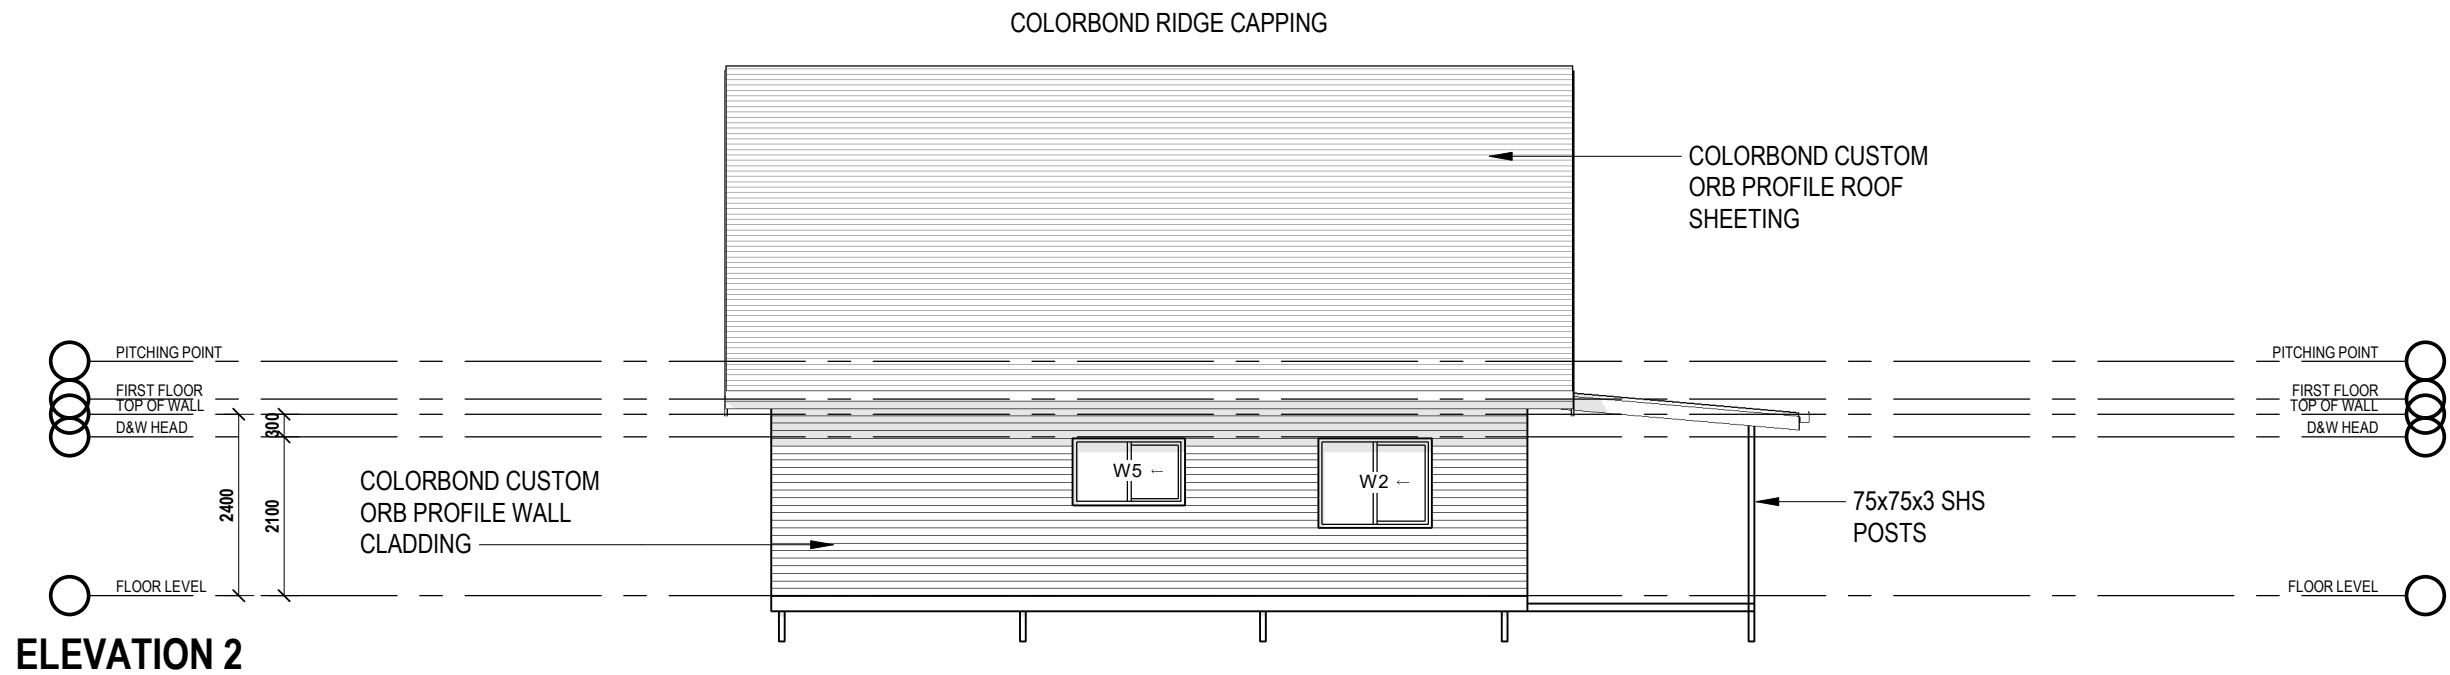 COLORBOND RIDGE CAPPING
COLORBOND CUSTOM
ORB PROFILE ROOF
SHEETING
PITCHING POINT
PITCHING POINT
FIRST FLOOR
FIRST FLOOR
TOP OF WALL
TOP OF WALL
D&W HEAD
D&W HEAD
300
2400
2100
COLORBOND CUSTOM
ORB PROFILE WALL
CLADDING
W5 ←
W2 ←
75x75x3 SHS
POSTS
FLOOR LEVEL
FLOOR LEVEL
ELEVATION 2